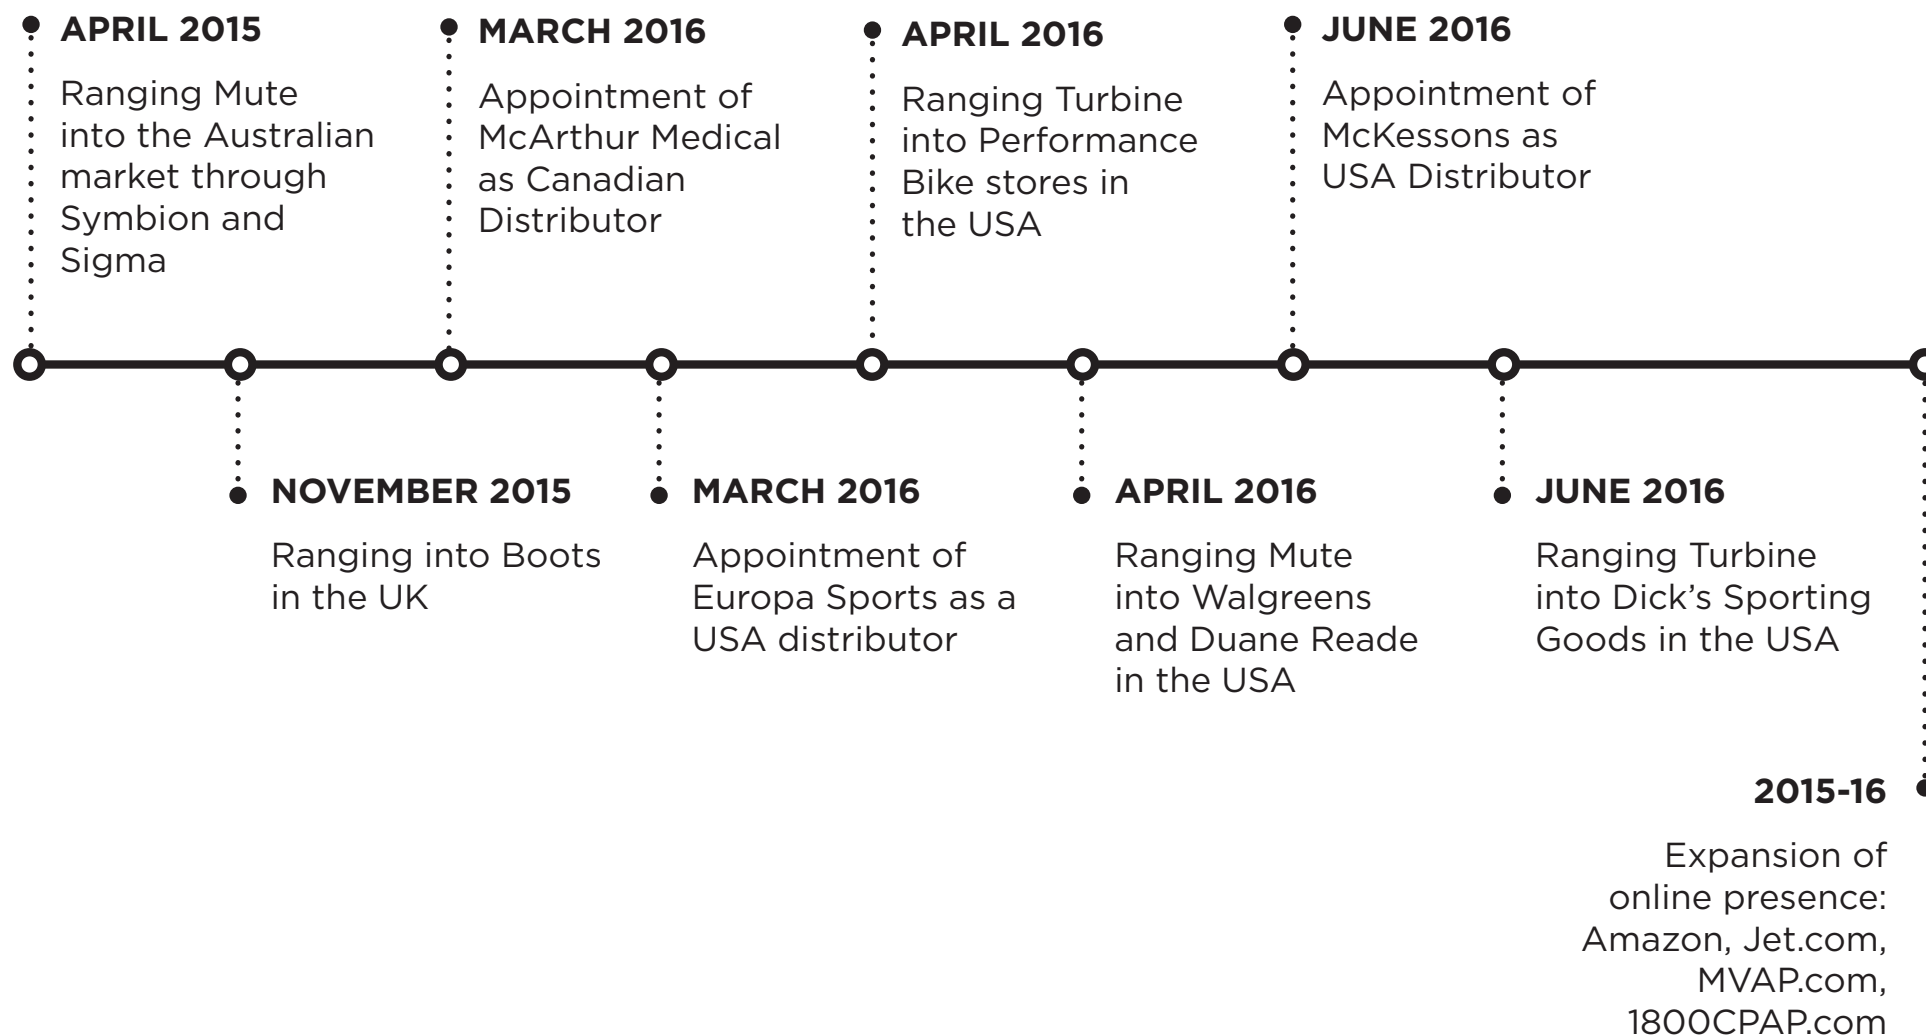 APRIL 2015
Ranging Mute
into the Australian
market through
Symbion and
Sigma
NOVEMBER 2015
Ranging into Boots
in the UK
MARCH 2016
Appointment of
McArthur Medical
as Canadian
Distributor
MARCH 2016
Appointment of
Europa Sports as a
USA distributor
APRIL 2016
Ranging Turbine
into Performance
Bike stores in
the USA
APRIL 2016
Ranging Mute
into Walgreens
and Duane Reade
in the USA
JUNE 2016
Appointment of
McKessons as
USA Distributor
JUNE 2016
Ranging Turbine
into Dick’s Sporting
Goods in the USA
2015-16
Expansion of
online presence:
Amazon, Jet.com,
MVAP.com,
1800CPAP.com